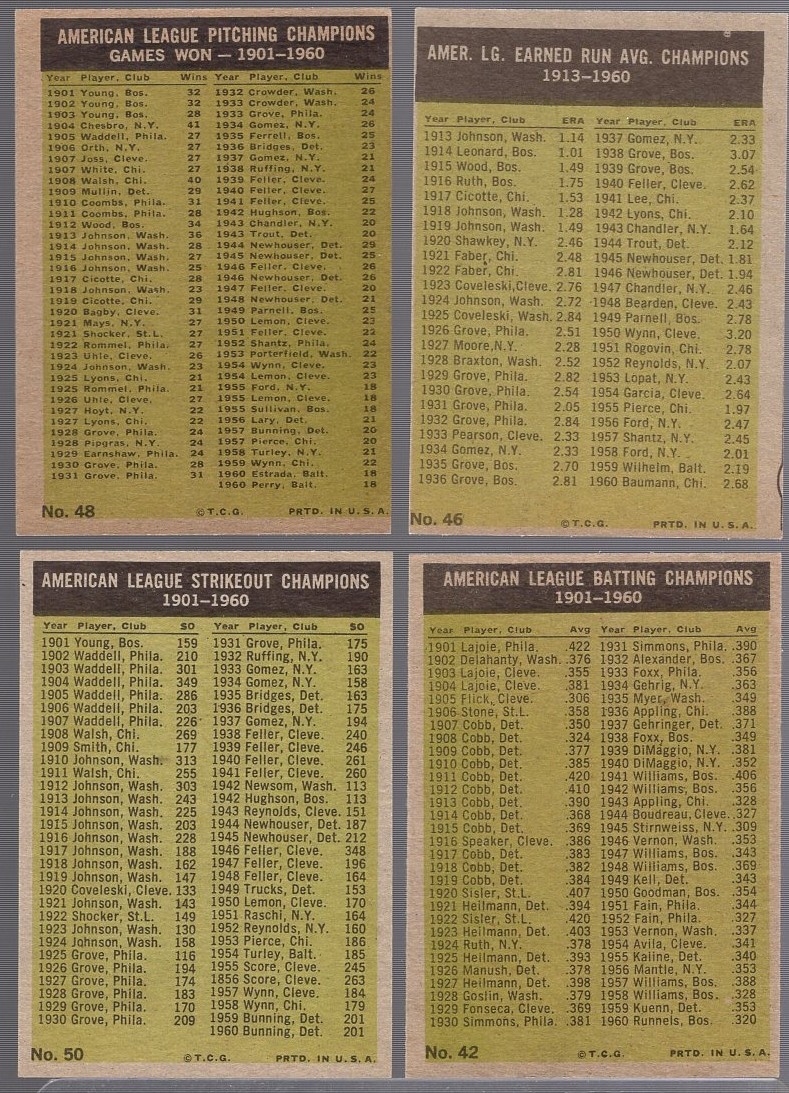 AMERICAN LEAGUE PITCHING CHAMPIONS
GAMES WON — 1901–1960
Year Player, Club Wins
1901 Young, Bos. 32
1902 Young, Bos. 32
1903 Young, Bos. 28
1904 Chesbro, N.Y. 41
1905 Waddell, Phila. 27
1906 Orth, N.Y. 27
1907 Joss, Cleve. 27
1907 White, Chi. 27
1908 Walsh, Chi. 40
1909 Mullin, Det. 29
1910 Coombs, Phila. 31
1911 Coombs, Phila. 28
1912 Wood, Bos. 34
1913 Johnson, Wash. 36
1914 Johnson, Wash. 28
1915 Johnson, Wash. 27
1916 Johnson, Wash. 25
1917 Cicotte, Chi. 28
1918 Johnson, Wash. 23
1919 Cicotte, Chi. 29
1920 Bagby, Cleve. 31
1921 Mays, N.Y. 27
1921 Shocker, St.L. 27
1922 Rommel, Phila. 27
1923 Uhle, Cleve. 26
1924 Johnson, Wash. 23
1925 Lyons, Chi. 21
1925 Rommel, Phila. 21
1926 Uhle, Cleve. 27
1927 Hoyt, N.Y. 22
1927 Lyons, Chi. 22
1928 Grove, Phila. 24
1928 Pipgras, N.Y. 24
1929 Earnshaw, Phila. 24
1930 Grove, Phila. 28
1931 Grove, Phila. 31
Year Player, Club Wins
1932 Crowder, Wash. 26
1933 Crowder, Wash. 24
1933 Grove, Phila. 24
1934 Gomez, N.Y. 26
1935 Ferrell, Bos. 25
1936 Bridges, Det. 23
1937 Gomez, N.Y. 21
1938 Ruffing, N.Y. 21
1939 Feller, Cleve. 24
1940 Feller, Cleve. 27
1941 Feller, Cleve. 25
1942 Hughson, Bos. 22
1943 Chandler, N.Y. 20
1943 Trout, Det. 20
1944 Newhouser, Det. 29
1945 Newhouser, Det. 25
1946 Feller, Cleve. 26
1946 Newhouser, Det. 26
1947 Feller, Cleve. 20
1948 Newhouser, Det. 21
1949 Parnell, Bos. 25
1950 Lemon, Cleve. 23
1951 Feller, Cleve. 22
1952 Shantz, Phila. 24
1953 Porterfield, Wash. 22
1954 Wynn, Cleve. 23
1954 Lemon, Cleve. 23
1955 Ford, N.Y. 18
1955 Lemon, Cleve. 18
1955 Sullivan, Bos. 18
1956 Lary, Det. 21
1957 Bunning, Det. 20
1957 Pierce, Chi. 20
1958 Turley, N.Y. 21
1959 Wynn, Chi. 22
1960 Estrada, Balt. 18
1960 Perry, Balt. 18
No. 48 ©T.C.G. PRTD. IN U.S.A.
AMER. LG. EARNED RUN AVG. CHAMPIONS
1913–1960
Year Player, Club ERA
1913 Johnson, Wash. 1.14
1914 Leonard, Bos. 1.01
1915 Wood, Bos. 1.49
1916 Ruth, Bos. 1.75
1917 Cicotte, Chi. 1.53
1918 Johnson, Wash. 1.28
1919 Johnson, Wash. 1.49
1920 Shawkey, N.Y. 2.46
1921 Faber, Chi. 2.48
1922 Faber, Chi. 2.81
1923 Coveleski,Cleve. 2.76
1924 Johnson, Wash. 2.72
1925 Coveleski, Wash. 2.84
1926 Grove, Phila. 2.51
1927 Moore,N.Y. 2.28
1928 Braxton, Wash. 2.52
1929 Grove, Phila. 2.82
1930 Grove, Phila. 2.54
1931 Grove, Phila. 2.05
1932 Grove, Phila. 2.84
1933 Pearson, Cleve. 2.33
1934 Gomez, N.Y. 2.33
1935 Grove, Bos. 2.70
1936 Grove, Bos. 2.81
Year Player, Club ERA
1937 Gomez, N.Y. 2.33
1938 Grove, Bos. 3.07
1939 Grove, Bos. 2.54
1940 Feller, Cleve. 2.62
1941 Lee, Chi. 2.37
1942 Lyons, Chi. 2.10
1943 Chandler, N.Y. 1.64
1944 Trout, Det. 2.12
1945 Newhouser, Det. 1.81
1946 Newhouser, Det. 1.94
1947 Chandler, N.Y. 2.46
1948 Bearden, Cleve. 2.43
1949 Parnell, Bos. 2.78
1950 Wynn, Cleve. 3.20
1951 Rogovin, Chi. 2.78
1952 Reynolds, N.Y. 2.07
1953 Lopat, N.Y. 2.43
1954 Garcia, Cleve. 2.64
1955 Pierce, Chi. 1.97
1956 Ford, N.Y. 2.47
1957 Shantz, N.Y. 2.45
1958 Ford, N.Y. 2.01
1959 Wilhelm, Balt. 2.19
1960 Baumann, Chi. 2.68
No. 46 ©T.C.G. PRTD. IN U.S.A.
AMERICAN LEAGUE STRIKEOUT CHAMPIONS
1901–1960
Year Player, Club SO
1901 Young, Bos. 159
1902 Waddell, Phila. 210
1903 Waddell, Phila. 301
1904 Waddell, Phila. 349
1905 Waddell, Phila. 286
1906 Waddell, Phila. 203
1907 Waddell, Phila. 226
1908 Walsh, Chi. 269
1909 Smith, Chi. 177
1910 Johnson, Wash. 313
1911 Walsh, Chi. 255
1912 Johnson, Wash. 303
1913 Johnson, Wash. 243
1914 Johnson, Wash. 225
1915 Johnson, Wash. 203
1916 Johnson, Wash. 228
1917 Johnson, Wash. 188
1918 Johnson, Wash. 162
1919 Johnson, Wash. 147
1920 Coveleski, Cleve. 133
1921 Johnson, Wash. 143
1922 Shocker, St.L. 149
1923 Johnson, Wash. 130
1924 Johnson, Wash. 158
1925 Grove, Phila. 116
1926 Grove, Phila. 194
1927 Grove, Phila. 174
1928 Grove, Phila. 183
1929 Grove, Phila. 170
1930 Grove, Phila. 209
Year Player, Club SO
1931 Grove, Phila. 175
1932 Ruffing, N.Y. 190
1933 Gomez, N.Y. 163
1934 Gomez, N.Y. 158
1935 Bridges, Det. 163
1936 Bridges, Det. 175
1937 Gomez, N.Y. 194
1938 Feller, Cleve. 240
1939 Feller, Cleve. 246
1940 Feller, Cleve. 261
1941 Feller, Cleve. 260
1942 Newsom, Wash. 113
1942 Hughson, Bos. 113
1943 Reynolds, Cleve. 151
1944 Newhouser, Det. 187
1945 Newhouser, Det. 212
1946 Feller, Cleve. 348
1947 Feller, Cleve. 196
1948 Feller, Cleve. 164
1949 Trucks, Det. 153
1950 Lemon, Cleve. 170
1951 Raschi, N.Y. 164
1952 Reynolds, N.Y. 160
1953 Pierce, Chi. 186
1954 Turley, Balt. 185
1955 Score, Cleve. 245
1856 Score, Cleve. 263
1957 Wynn, Cleve. 184
1958 Wynn, Chi. 179
1959 Bunning, Det. 201
1960 Bunning, Det. 201
No. 50 ©T.C.G. PRTD. IN U.S.A.
AMERICAN LEAGUE BATTING CHAMPIONS
1901–1960
Year Player, Club Avg
1901 Lajoie, Phila. .422
1902 Delahanty, Wash. .376
1903 Lajoie, Cleve. .355
1904 Lajoie, Cleve. .381
1905 Flick, Cleve. .306
1906 Stone, St.L. .358
1907 Cobb, Det. .350
1908 Cobb, Det. .324
1909 Cobb, Det. .377
1910 Cobb, Det. .385
1911 Cobb, Det. .420
1912 Cobb, Det. .410
1913 Cobb, Det. .390
1914 Cobb, Det. .368
1915 Cobb, Det. .369
1916 Speaker, Cleve. .386
1917 Cobb, Det. .383
1918 Cobb, Det. .382
1919 Cobb, Det. .384
1920 Sisler, St.L. .407
1921 Heilmann, Det. .394
1922 Sisler, St.L. .420
1923 Heilmann, Det. .403
1924 Ruth, N.Y. .378
1925 Heilmann, Det. .393
1926 Manush, Det. .378
1927 Heilmann, Det. .398
1928 Goslin, Wash. .379
1929 Fonseca, Cleve. .369
1930 Simmons, Phila. .381
Year Player, Club Avg
1931 Simmons, Phila. .390
1932 Alexander, Bos. .367
1933 Foxx, Phila. .356
1934 Gehrig, N.Y. .363
1935 Myer, Wash. .349
1936 Appling, Chi. .388
1937 Gehringer, Det. .371
1938 Foxx, Bos. .349
1939 DiMaggio, N.Y. .381
1940 DiMaggio, N.Y. .352
1941 Williams, Bos. .406
1942 Williams, Bos. .356
1943 Appling, Chi. .328
1944 Boudreau, Cleve. .327
1945 Stirnweiss, N.Y. .309
1946 Vernon, Wash. .353
1947 Williams, Bos. .343
1948 Williams, Bos. .369
1949 Kell, Det. .343
1950 Goodman, Bos. .354
1951 Fain, Phila. .344
1952 Fain, Phila. .327
1953 Vernon, Wash. .337
1954 Avila, Cleve. .341
1955 Kaline, Det. .340
1956 Mantle, N.Y. .353
1957 Williams, Bos. .388
1958 Williams, Bos. .328
1959 Kuenn, Det. .353
1960 Runnels, Bos. .320
No. 42 ©T.C.G. PRTD. IN U.S.A.